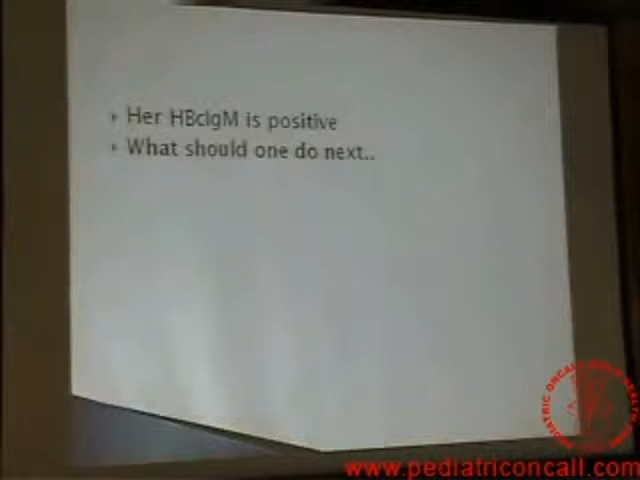 Her HBcIgM is positive
What should one do next..
www.pediatriconcall.com